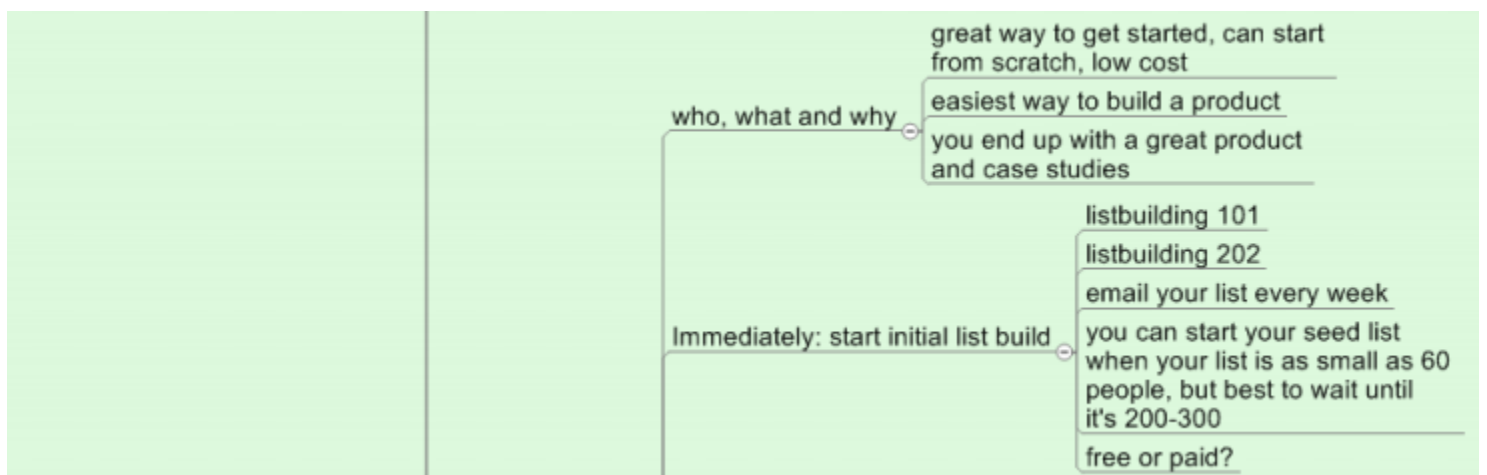 great way to get started, can start
from scratch, low cost
who, what and why
easiest way to build a product
you end up with a great product
and case studies
listbuilding 101
listbuilding 202
email your list every week
Immediately: start initial list build
you can start your seed list
when your list is as small as 60
people, but best to wait until
it's 200-300
free or paid?